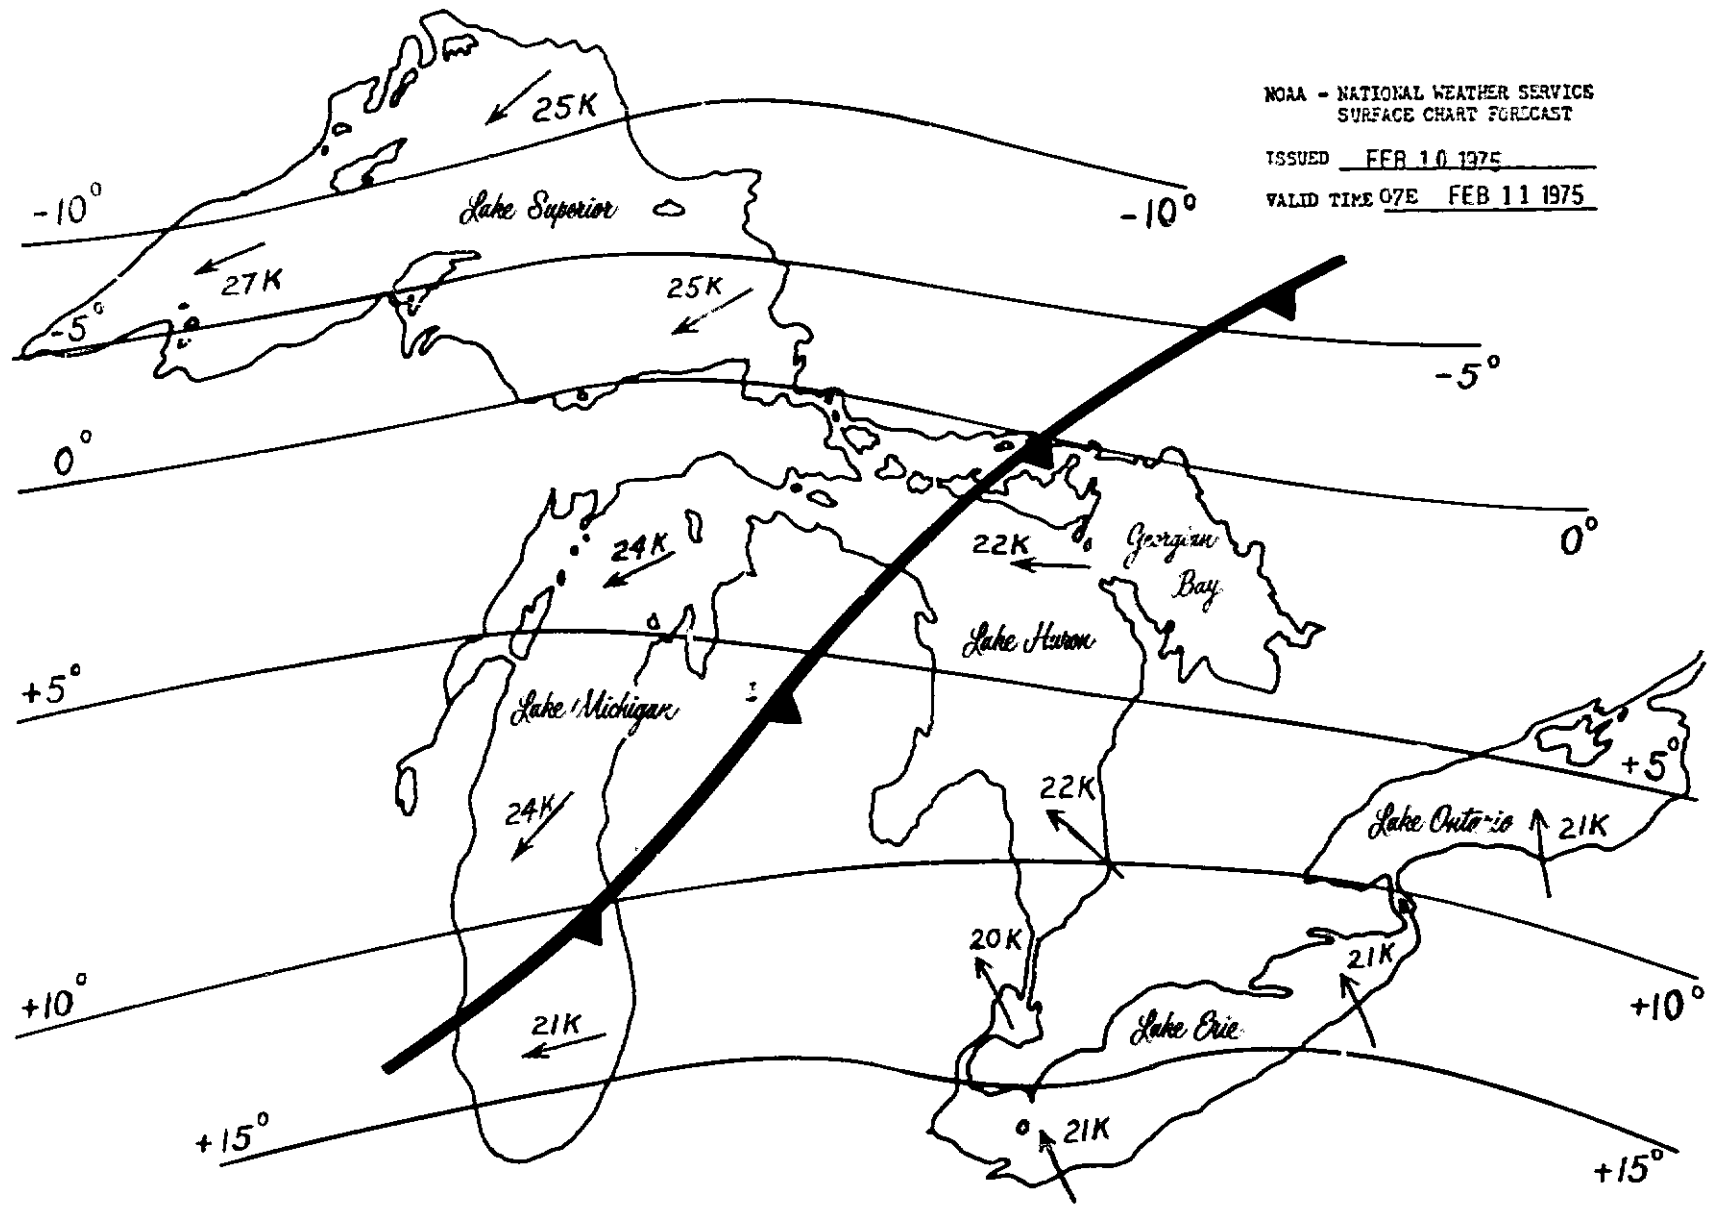 NOAA - NATIONAL WEATHER SERVICE
SURFACE CHART FORECAST
ISSUED FEB 10 1975
VALID TIME 07E FEB 11 1975
25K
-10°
Lake Superior
-10°
27K
25K
-5°
-5°
0°
0°
24K
22K
Georgian
Bay
Lake Huron
+5°
Lake Michigan
+5°
24K
22K
Lake Ontario
21K
20K
21K
+10°
+10°
21K
Lake Erie
+15°
21K
+15°